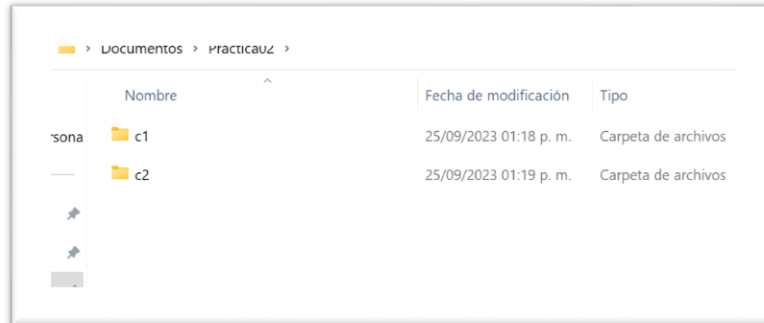 > Documentos > Practica02 >
Nombre Fecha de modificación Tipo
rsona c1 25/09/2023 01:18 p. m. Carpeta de archivos
c2 25/09/2023 01:19 p. m. Carpeta de archivos